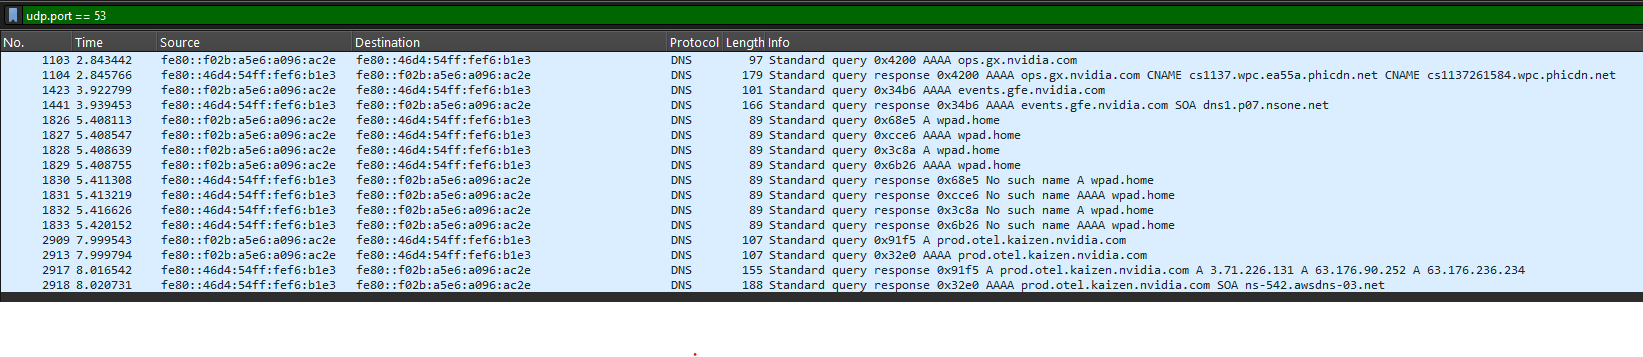 udp.port == 53
No. Time Source Destination Protocol Length Info
1103 2.843442 fe80::f02b:a5e6:a096:ac2e fe80::46d4:54ff:fef6:b1e3 DNS 97 Standard query 0x4200 AAAA ops.gx.nvidia.com
1104 2.845766 fe80::46d4:54ff:fef6:b1e3 fe80::f02b:a5e6:a096:ac2e DNS 179 Standard query response 0x4200 AAAA ops.gx.nvidia.com CNAME cs1137.wpc.ea55a.phicdn.net CNAME cs1137261584.wpc.phicdn.net
1423 3.922799 fe80::f02b:a5e6:a096:ac2e fe80::46d4:54ff:fef6:b1e3 DNS 101 Standard query 0x34b6 AAAA events.gfe.nvidia.com
1441 3.939453 fe80::46d4:54ff:fef6:b1e3 fe80::f02b:a5e6:a096:ac2e DNS 166 Standard query response 0x34b6 AAAA events.gfe.nvidia.com SOA dns1.p07.nsone.net
1826 5.408113 fe80::f02b:a5e6:a096:ac2e fe80::46d4:54ff:fef6:b1e3 DNS 89 Standard query 0x68e5 A wpad.home
1827 5.408547 fe80::f02b:a5e6:a096:ac2e fe80::46d4:54ff:fef6:b1e3 DNS 89 Standard query 0xcce6 AAAA wpad.home
1828 5.408639 fe80::f02b:a5e6:a096:ac2e fe80::46d4:54ff:fef6:b1e3 DNS 89 Standard query 0x3c8a A wpad.home
1829 5.408755 fe80::f02b:a5e6:a096:ac2e fe80::46d4:54ff:fef6:b1e3 DNS 89 Standard query 0x6b26 AAAA wpad.home
1830 5.411308 fe80::46d4:54ff:fef6:b1e3 fe80::f02b:a5e6:a096:ac2e DNS 89 Standard query response 0x68e5 No such name A wpad.home
1831 5.413219 fe80::46d4:54ff:fef6:b1e3 fe80::f02b:a5e6:a096:ac2e DNS 89 Standard query response 0xcce6 No such name AAAA wpad.home
1832 5.416626 fe80::46d4:54ff:fef6:b1e3 fe80::f02b:a5e6:a096:ac2e DNS 89 Standard query response 0x3c8a No such name A wpad.home
1833 5.420152 fe80::46d4:54ff:fef6:b1e3 fe80::f02b:a5e6:a096:ac2e DNS 89 Standard query response 0x6b26 No such name AAAA wpad.home
2909 7.999543 fe80::f02b:a5e6:a096:ac2e fe80::46d4:54ff:fef6:b1e3 DNS 107 Standard query 0x91f5 A prod.otel.kaizen.nvidia.com
2913 7.999794 fe80::f02b:a5e6:a096:ac2e fe80::46d4:54ff:fef6:b1e3 DNS 107 Standard query 0x32e0 AAAA prod.otel.kaizen.nvidia.com
2917 8.016542 fe80::46d4:54ff:fef6:b1e3 fe80::f02b:a5e6:a096:ac2e DNS 155 Standard query response 0x91f5 A prod.otel.kaizen.nvidia.com A 3.71.226.131 A 63.176.90.252 A 63.176.236.234
2918 8.020731 fe80::46d4:54ff:fef6:b1e3 fe80::f02b:a5e6:a096:ac2e DNS 188 Standard query response 0x32e0 AAAA prod.otel.kaizen.nvidia.com SOA ns-542.awsdns-03.net